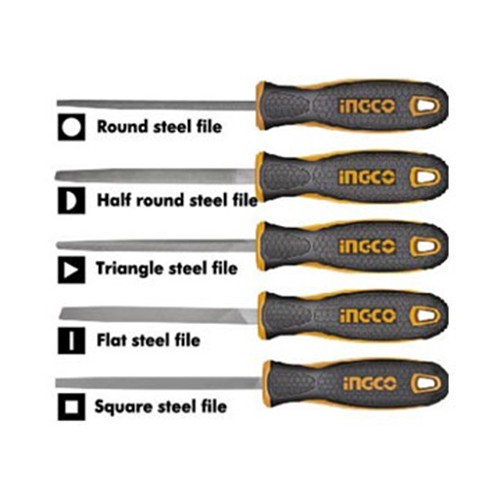 INGCO
Round steel file
INGCO
Half round steel file
INGCO
Triangle steel file
INGCO
Flat steel file
INGCO
Square steel file